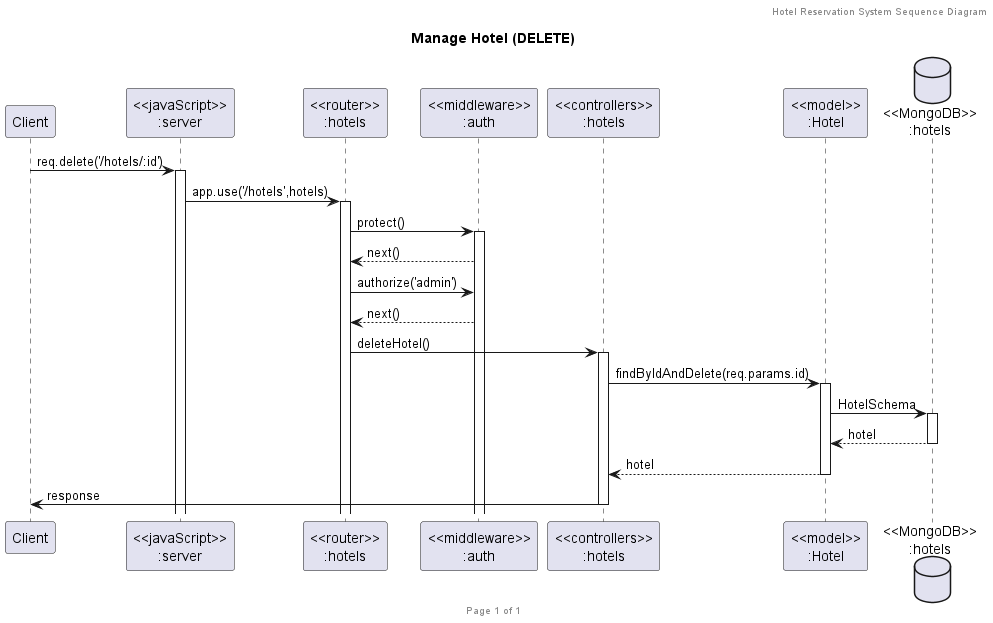 Hotel Reservation System Sequence Diagram
Manage Hotel (DELETE)
Client
<<javaScript>>
:server
<<router>>
:hotels
<<middleware>>
:auth
<<controllers>>
:hotels
<<model>>
:Hotel
<<MongoDB>>
:hotels
req.delete('/hotels/:id')
app.use('/hotels',hotels)
protect()
next()
authorize('admin')
next()
deleteHotel()
findByIdAndDelete(req.params.id)
HotelSchema
hotel
hotel
response
Client
<<javaScript>>
:server
<<router>>
:hotels
<<middleware>>
:auth
<<controllers>>
:hotels
<<model>>
:Hotel
<<MongoDB>>
:hotels
Page 1 of 1